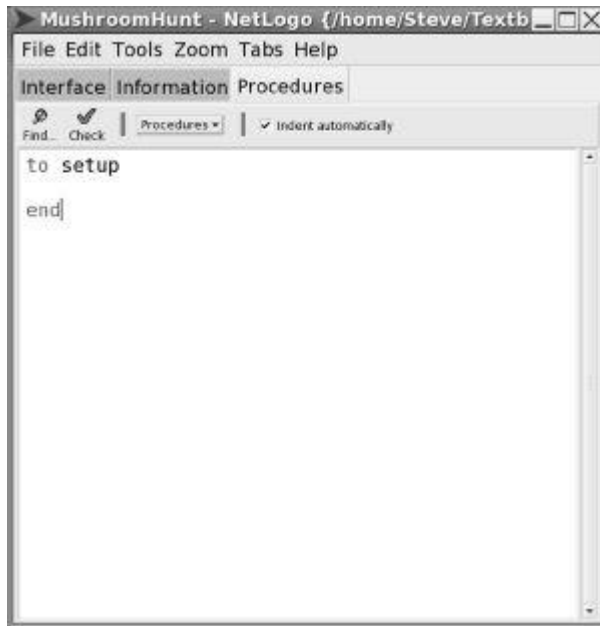 MushroomHunt - NetLogo {/home/Steve/Textb
File Edit Tools Zoom Tabs Help
Interface Information Procedures
Find... Check Procedures Indent automatically
to setup
end